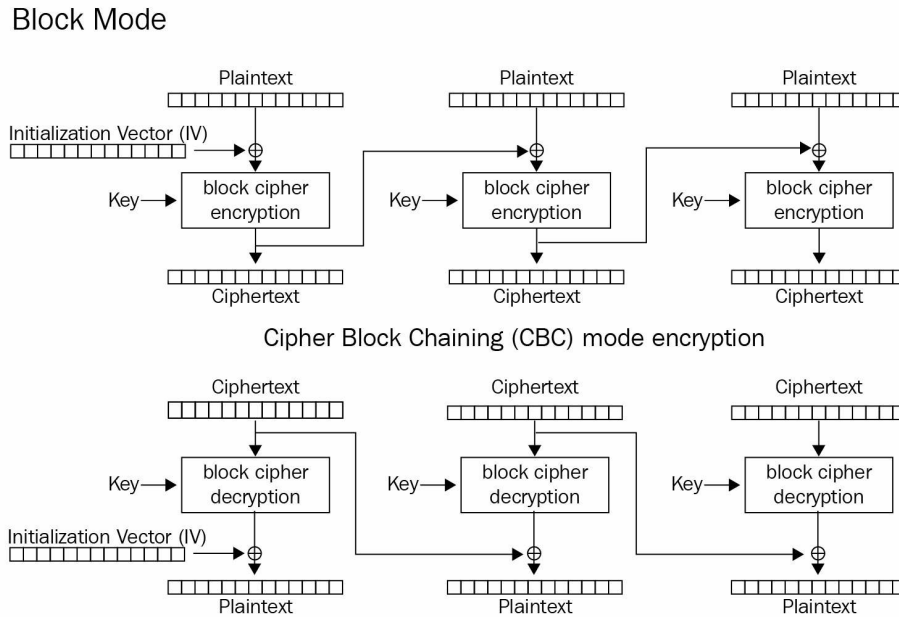 Block Mode
Plaintext Plaintext Plaintext
Initialization Vector (IV)
Key block cipher encryption Key block cipher encryption Key block cipher encryption
Ciphertext Ciphertext Ciphertext
Cipher Block Chaining (CBC) mode encryption
Ciphertext Ciphertext Ciphertext
Key block cipher decryption Key block cipher decryption Key block cipher decryption
Initialization Vector (IV)
Plaintext Plaintext Plaintext